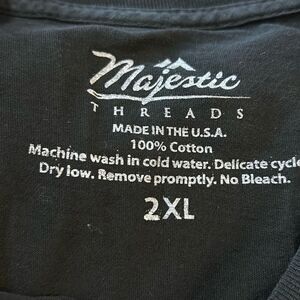 Majestic
THREADS
MADE IN THE U.S.A.
100% Cotton
Machine wash in cold water. Delicate cycl
Dry low. Remove promptly. No Bleach.
2XL